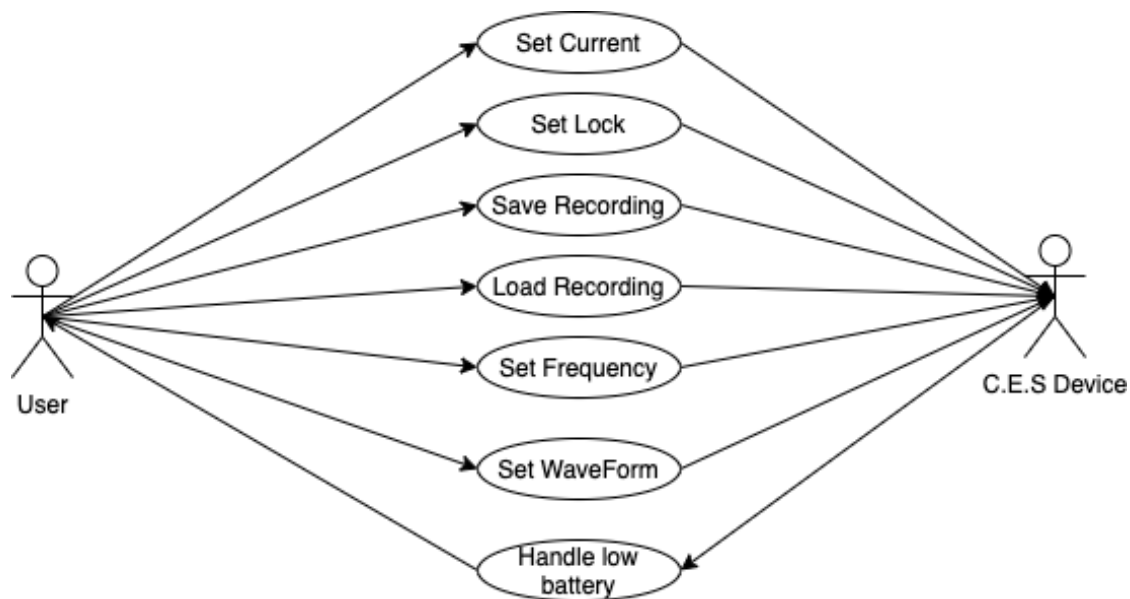 Set Current
Set Lock
Save Recording
Load Recording
Set Frequency
User
C.E.S Device
Set WaveForm
Handle low
battery